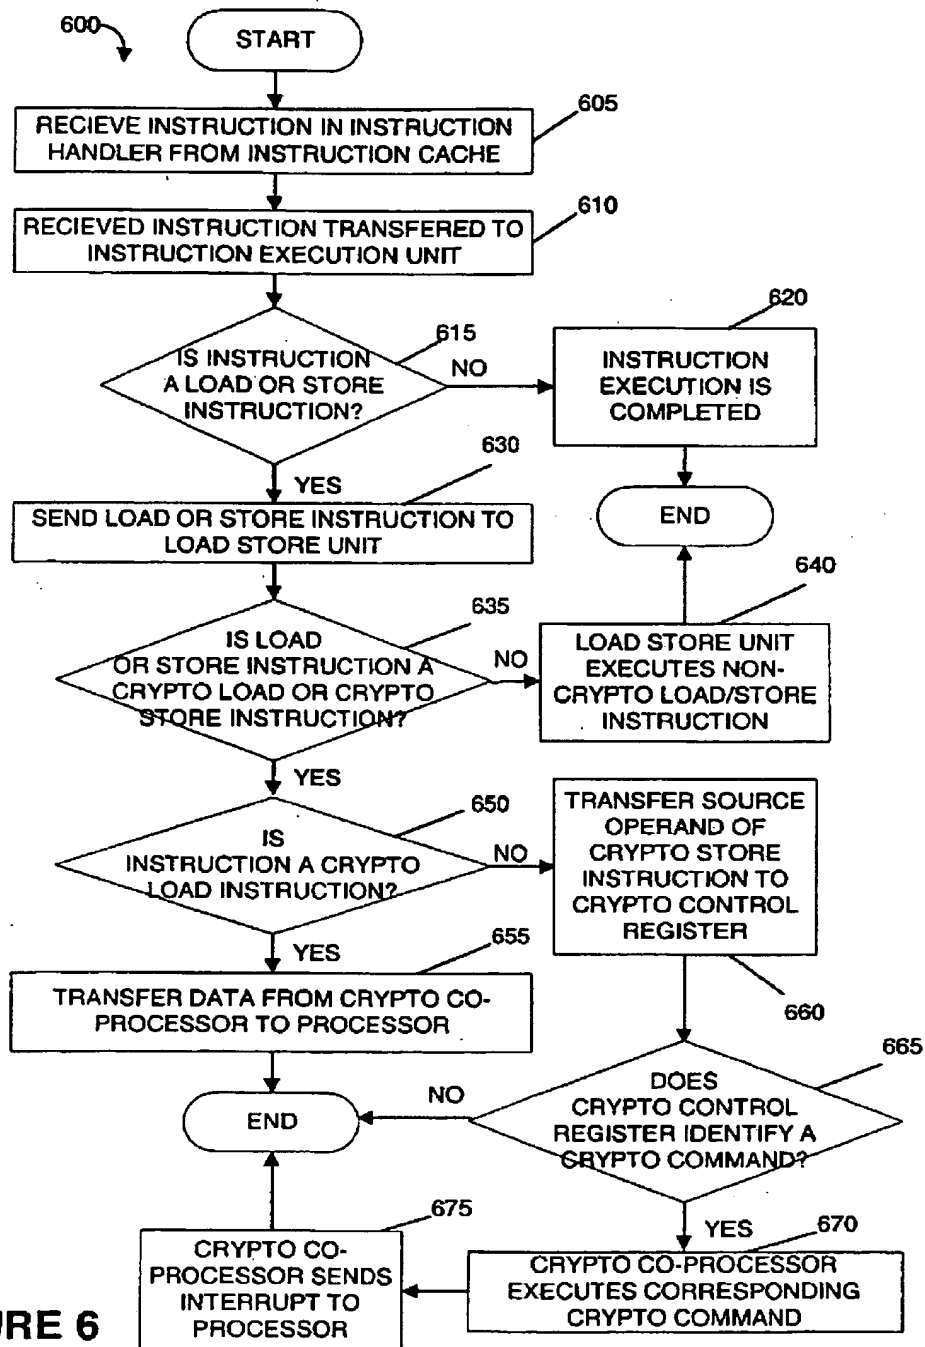 600
START
605
RECIEVE INSTRUCTION IN INSTRUCTION
HANDLER FROM INSTRUCTION CACHE
610
RECIEVED INSTRUCTION TRANSFERED TO
INSTRUCTION EXECUTION UNIT
615
IS INSTRUCTION
A LOAD OR STORE
INSTRUCTION?
NO
620
INSTRUCTION
EXECUTION IS
COMPLETED
END
YES
630
SEND LOAD OR STORE INSTRUCTION TO
LOAD STORE UNIT
635
IS LOAD
OR STORE INSTRUCTION A
CRYPTO LOAD OR CRYPTO
STORE INSTRUCTION?
NO
640
LOAD STORE UNIT
EXECUTES NON-
CRYPTO LOAD/STORE
INSTRUCTION
YES
650
IS
INSTRUCTION A CRYPTO
LOAD INSTRUCTION?
NO
TRANSFER SOURCE
OPERAND OF
CRYPTO STORE
INSTRUCTION TO
CRYPTO CONTROL
REGISTER
660
YES
655
TRANSFER DATA FROM CRYPTO CO-
PROCESSOR TO PROCESSOR
END
665
DOES
CRYPTO CONTROL
REGISTER IDENTIFY A
CRYPTO COMMAND?
NO
YES
670
CRYPTO CO-PROCESSOR
EXECUTES CORRESPONDING
CRYPTO COMMAND
675
CRYPTO CO-
PROCESSOR SENDS
INTERRUPT TO
PROCESSOR
URE 6